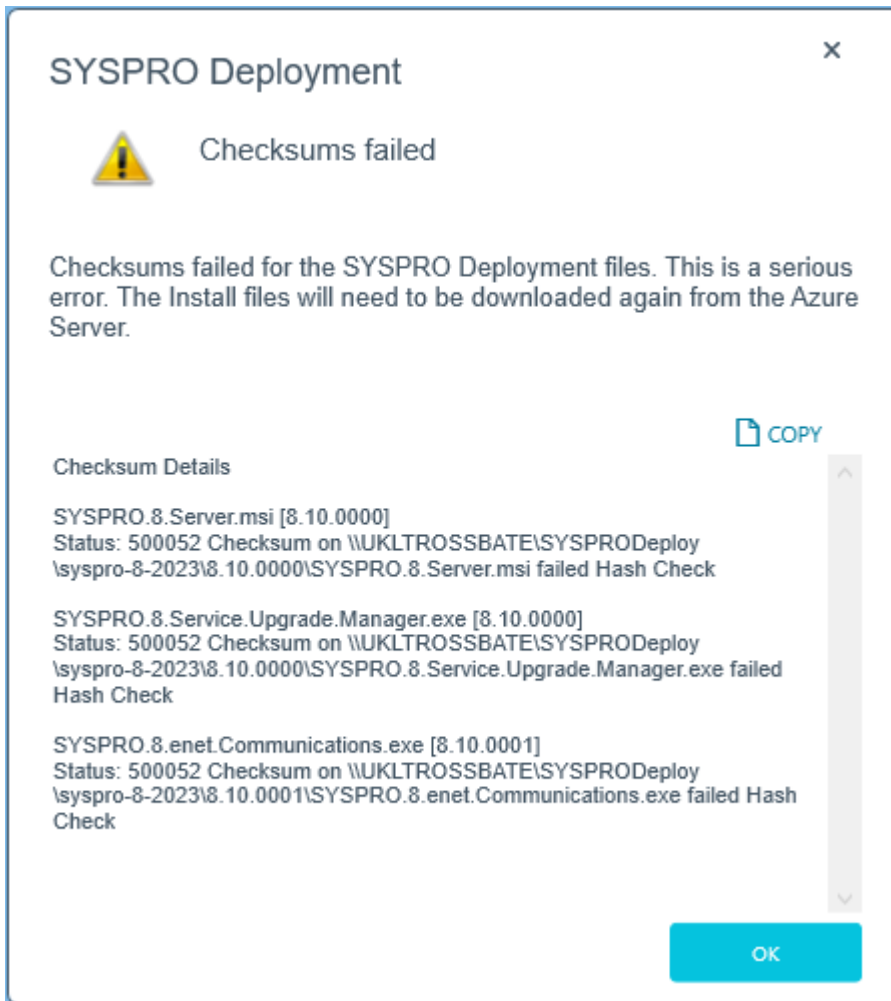 SYSPRO Deployment
Checksums failed
Checksums failed for the SYSPRO Deployment files. This is a serious
error. The Install files will need to be downloaded again from the Azure
Server.
COPY
Checksum Details
SYSPRO.8.Server.msi [8.10.0000]
Status: 500052 Checksum on \\UKLTROSSBATE\SYSPRODeploy
\syspro-8-2023\8.10.0000\SYSPRO.8.Server.msi failed Hash Check
SYSPRO.8.Service.Upgrade.Manager.exe [8.10.0000]
Status: 500052 Checksum on \\UKLTROSSBATE\SYSPRODeploy
\syspro-8-2023\8.10.0000\SYSPRO.8.Service.Upgrade.Manager.exe failed
Hash Check
SYSPRO.8.enet.Communications.exe [8.10.0001]
Status: 500052 Checksum on \\UKLTROSSBATE\SYSPRODeploy
\syspro-8-2023\8.10.0001\SYSPRO.8.enet.Communications.exe failed Hash
Check
OK